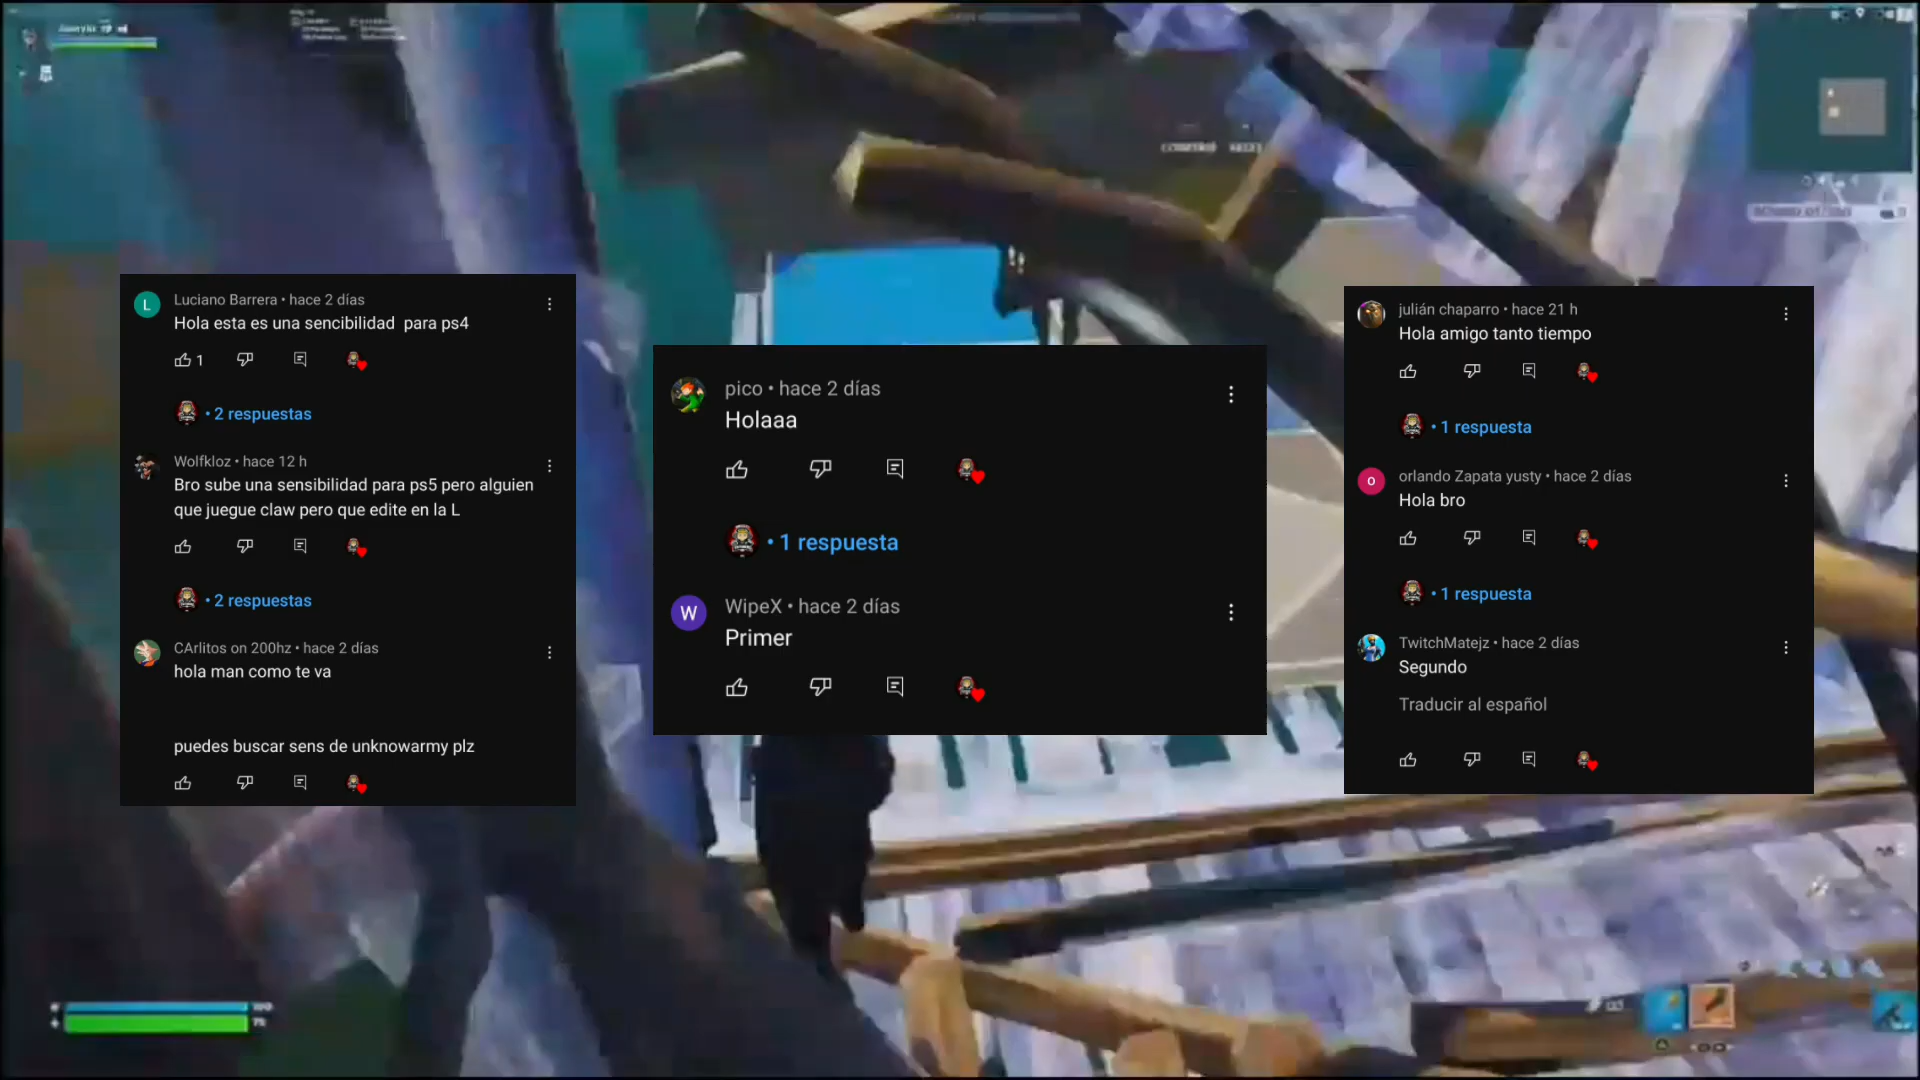 Luciano Barrera • hace 2 días
Hola esta es una sencibilidad para ps4
1
• 2 respuestas
Wolfkloz • hace 12 h
Bro sube una sensibilidad para ps5 pero alguien
que juegue claw pero que edite en la L
• 2 respuestas
CArlitos on 200hz • hace 2 días
hola man como te va
puedes buscar sens de unknowarmy plz
pico • hace 2 días
Holaaa
• 1 respuesta
W
WipeX • hace 2 días
Primer
julián chaparro • hace 21 h
Hola amigo tanto tiempo
• 1 respuesta
orlando Zapata yusty • hace 2 días
Hola bro
• 1 respuesta
TwitchMatejz • hace 2 días
Segundo
Traducir al español
L
o
100